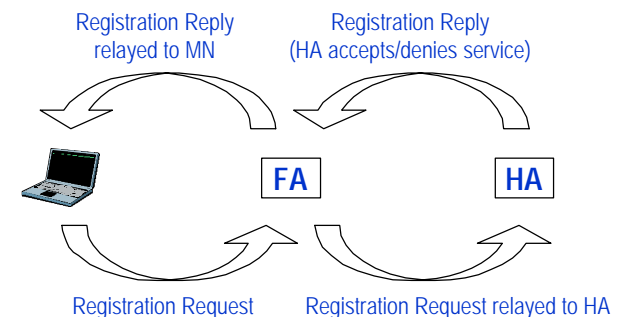 Registration Reply
relayed to MN
Registration Reply
(HA accepts/denies service)
FA
HA
Registration Request
Registration Request relayed to HA